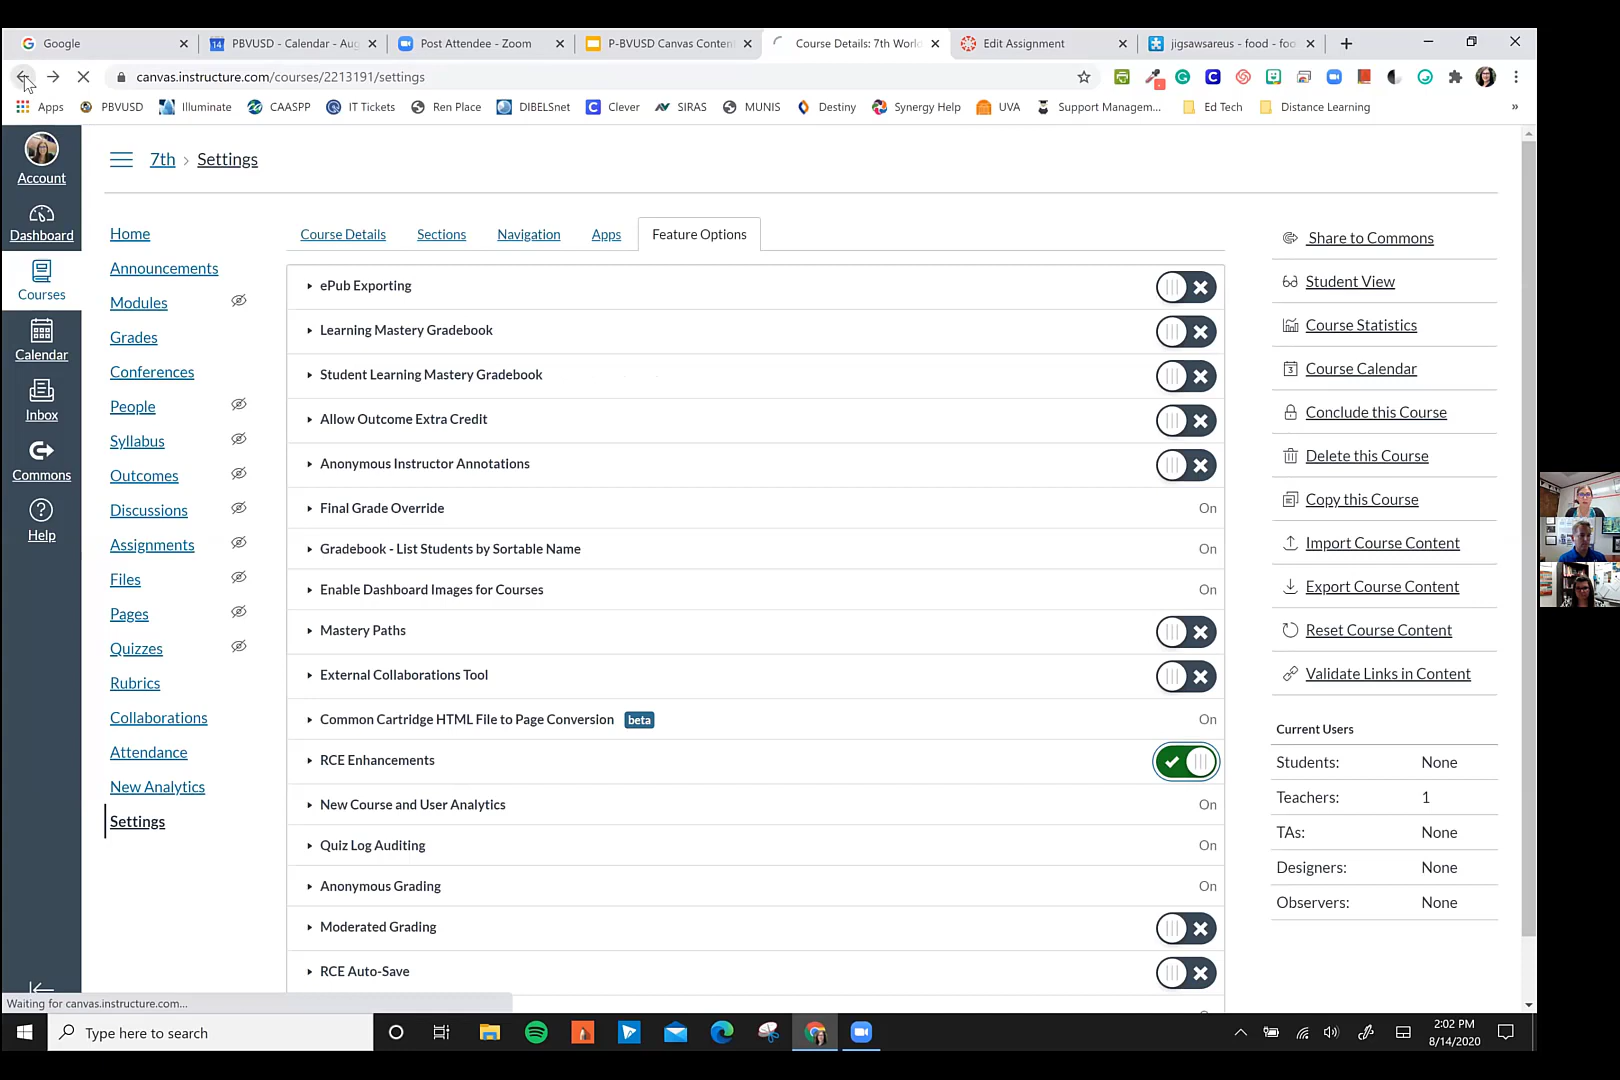 Google
PBVUSD - Calendar - Aug
Post Attendee - Zoom
P-BVUSD Canvas Conten
Course Details: 7th World
Edit Assignment
jigsawsareus - food - fo
canvas.instructure.com/courses/2213191/settings
Apps
PBVUSD
Illuminate
CAASPP
IT Tickets
Ren Place
DIBELSnet
Clever
SIRAS
MUNIS
Destiny
Synergy Help
UVA
Support Managem...
Ed Tech
Distance Learning
»
Account
Dashboard
Courses
Calendar
Inbox
Commons
Help
7th › Settings
Home
Announcements
Modules
Grades
Conferences
People
Syllabus
Outcomes
Discussions
Assignments
Files
Pages
Quizzes
Rubrics
Collaborations
Attendance
New Analytics
Settings
Course Details
Sections
Navigation
Apps
Feature Options
ePub Exporting
Learning Mastery Gradebook
Student Learning Mastery Gradebook
Allow Outcome Extra Credit
Anonymous Instructor Annotations
Final Grade Override On
Gradebook - List Students by Sortable Name On
Enable Dashboard Images for Courses On
Mastery Paths
External Collaborations Tool
Common Cartridge HTML File to Page Conversion beta On
RCE Enhancements
New Course and User Analytics On
Quiz Log Auditing On
Anonymous Grading On
Moderated Grading
RCE Auto-Save
Share to Commons
Student View
Course Statistics
Course Calendar
Conclude this Course
Delete this Course
Copy this Course
Import Course Content
Export Course Content
Reset Course Content
Validate Links in Content
Current Users
Students: None
Teachers: 1
TAs: None
Designers: None
Observers: None
Waiting for canvas.instructure.com...
Type here to search
2:02 PM
8/14/2020